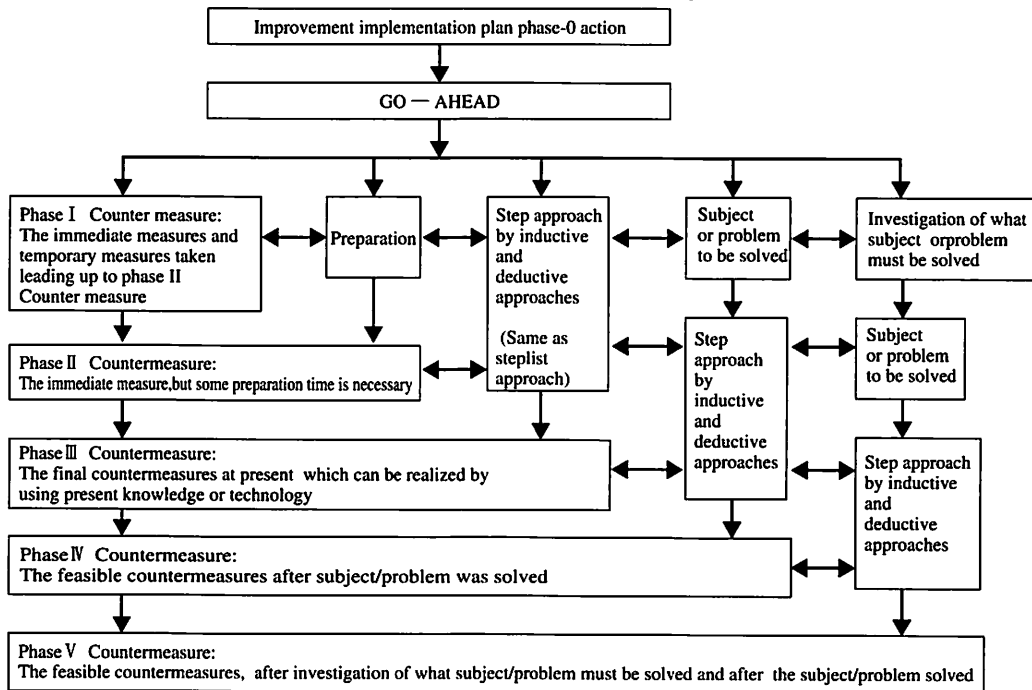 Improvement implementation plan phase-0 action
GO — AHEAD
Phase Ⅰ Counter measure:
The immediate measures and
temporary measures taken
leading up to phase II
Counter measure
Preparation
Step approach
by inductive
and
deductive
approaches
(Same as
steplist
approach)
Subject
or problem
to be solved
Investigation of what
subject orproblem
must be solved
Phase Ⅱ Countermeasure:
The immediate measure,but some preparation time is necessary
Step
approach
by
inductive
and
deductive
approaches
Subject
or problem
to be solved
Phase Ⅲ Countermeasure:
The final countermeasures at present which can be realized by
using present knowledge or technology
Step approach
by inductive
and
deductive
approaches
Phase Ⅳ Countermeasure:
The feasible countermeasures after subject/problem was solved
Phase Ⅴ Countermeasure:
The feasible countermeasures, after investigation of what subject/problem must be solved and after the subject/problem solved